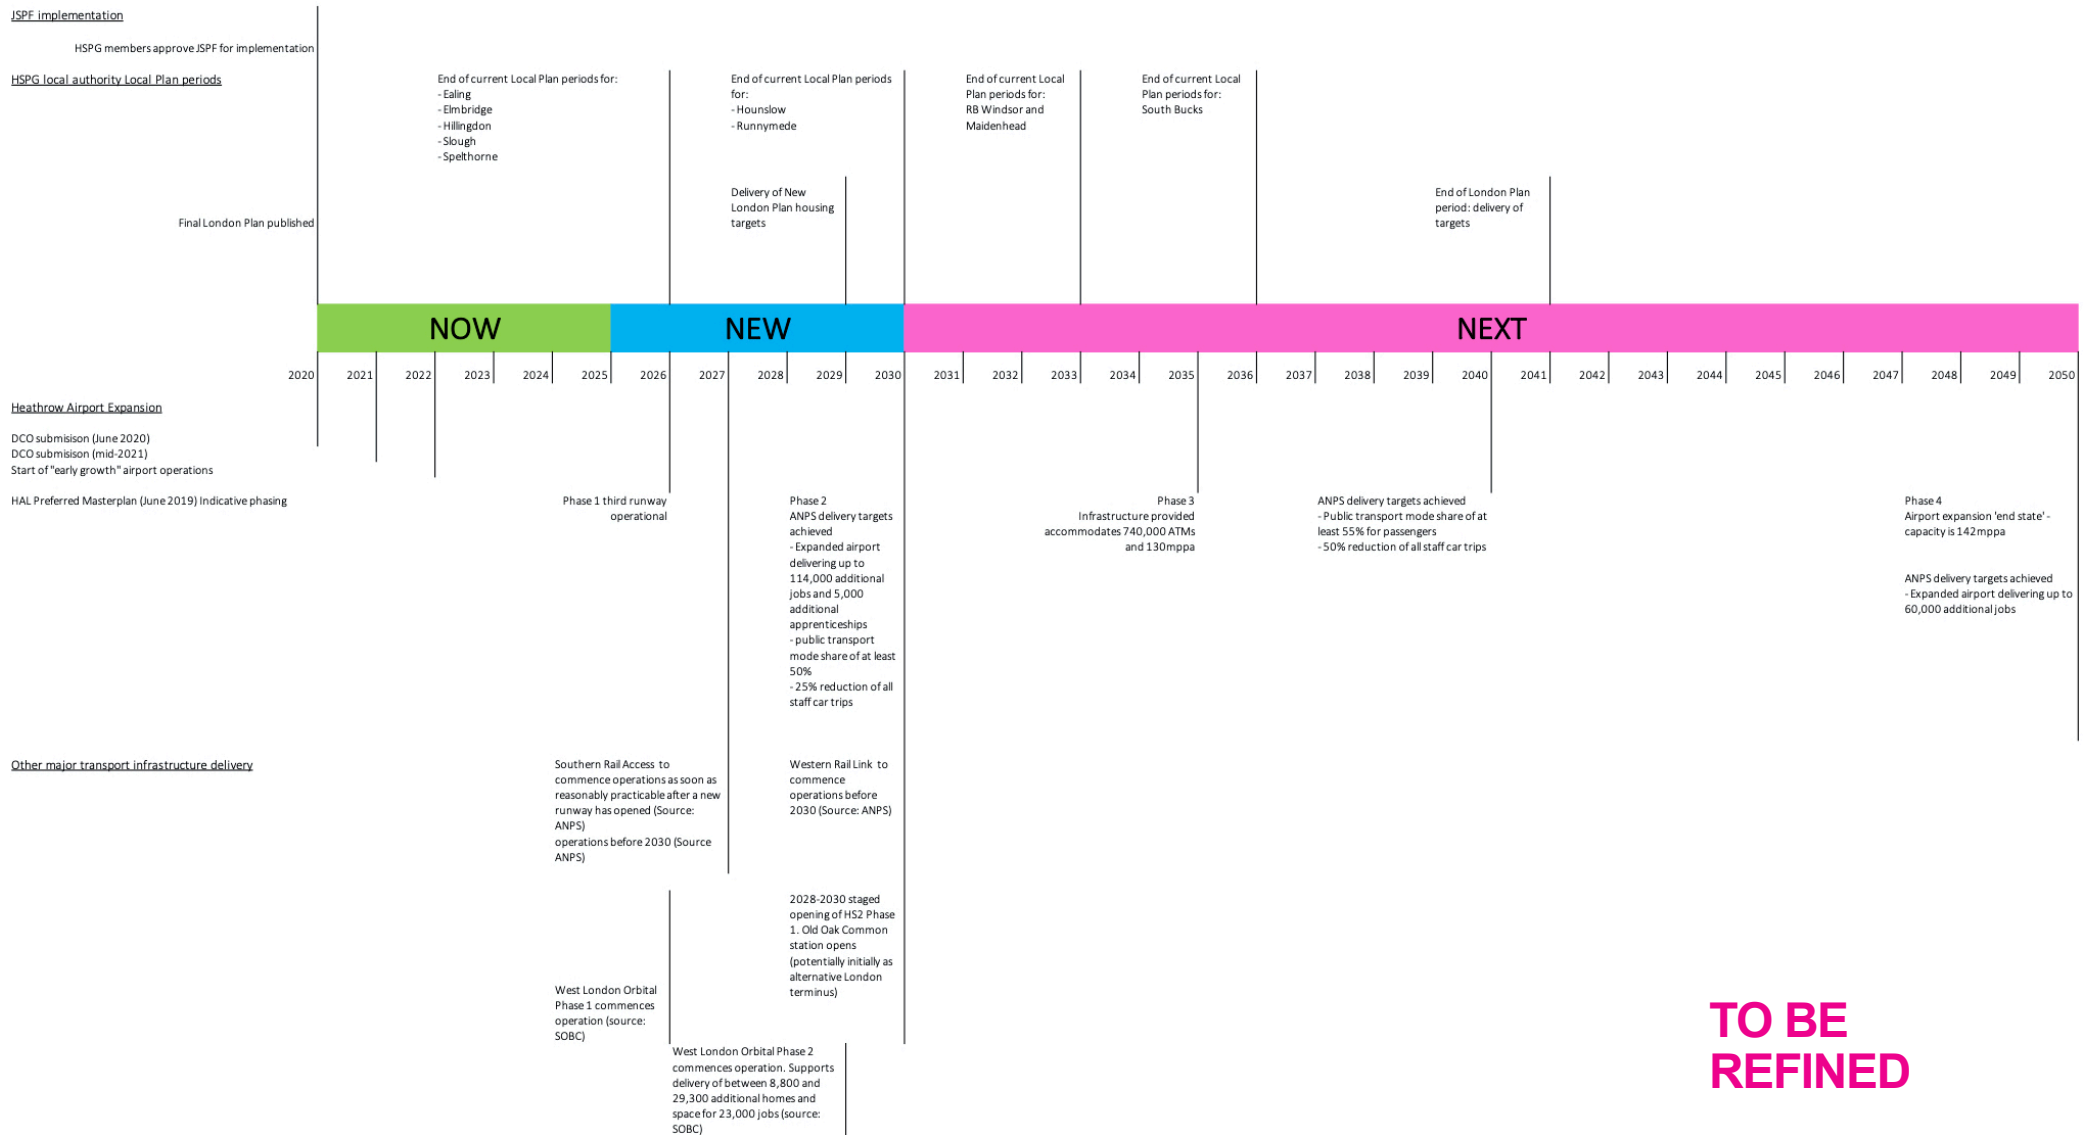 JSPF implementation
HSPG members approve JSPF for implementation
HSPG local authority Local Plan periods
End of current Local Plan periods for:
- Ealing
- Elmbridge
- Hillingdon
- Slough
- Spelthorne
End of current Local Plan periods
for:
- Hounslow
- Runnymede
End of current Local
Plan periods for:
RB Windsor and
Maidenhead
End of current Local
Plan periods for:
South Bucks
Final London Plan published
Delivery of New
London Plan housing
targets
End of London Plan
period: delivery of
targets
NOW
NEW
NEXT
2020
2021
2022
2023
2024
2025
2026
2027
2028
2029
2030
2031
2032
2033
2034
2035
2036
2037
2038
2039
2040
2041
2042
2043
2044
2045
2046
2047
2048
2049
2050
Heathrow Airport Expansion
DCO submisison (June 2020)
DCO submisison (mid-2021)
Start of "early growth" airport operations
HAL Preferred Masterplan (June 2019) Indicative phasing
Phase 1 third runway
operational
Phase 2
ANPS delivery targets
achieved
- Expanded airport
delivering up to
114,000 additional
jobs and 5,000
additional
apprenticeships
- public transport
mode share of at least
50%
- 25% reduction of all
staff car trips
Phase 3
Infrastructure provided
accommodates 740,000 ATMs
and 130mppa
ANPS delivery targets achieved
- Public transport mode share of at
least 55% for passengers
- 50% reduction of all staff car trips
Phase 4
Airport expansion 'end state' -
capacity is 142mppa
ANPS delivery targets achieved
- Expanded airport delivering up to
60,000 additional jobs
Other major transport infrastructure delivery
Southern Rail Access to
commence operations as soon as
reasonably practicable after a new
runway has opened (Source:
ANPS)
operations before 2030 (Source
ANPS)
Western Rail Link to
commence
operations before
2030 (Source: ANPS)
2028-2030 staged
opening of HS2 Phase
1. Old Oak Common
station opens
(potentially initially as
alternative London
terminus)
West London Orbital
Phase 1 commences
operation (source:
SOBC)
West London Orbital Phase 2
commences operation. Supports
delivery of between 8,800 and
29,300 additional homes and
space for 23,000 jobs (source:
SOBC)
TO BE
REFINED